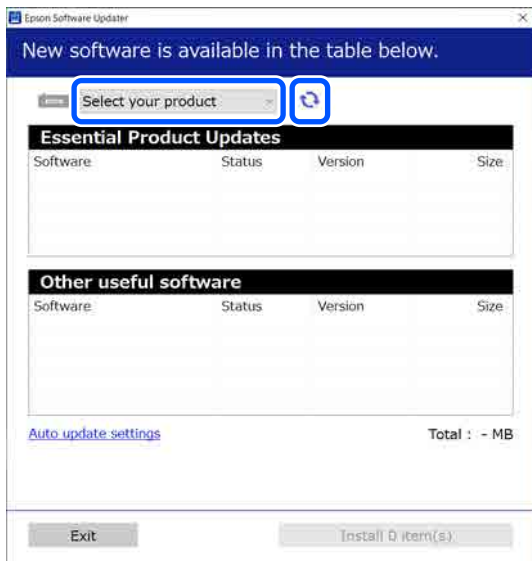 Epson Software Updater
New software is available in the table below.
Select your product
Essential Product Updates
Software Status Version Size
Other useful software
Software Status Version Size
Auto update settings Total : - MB
Exit Install 0 item(s)